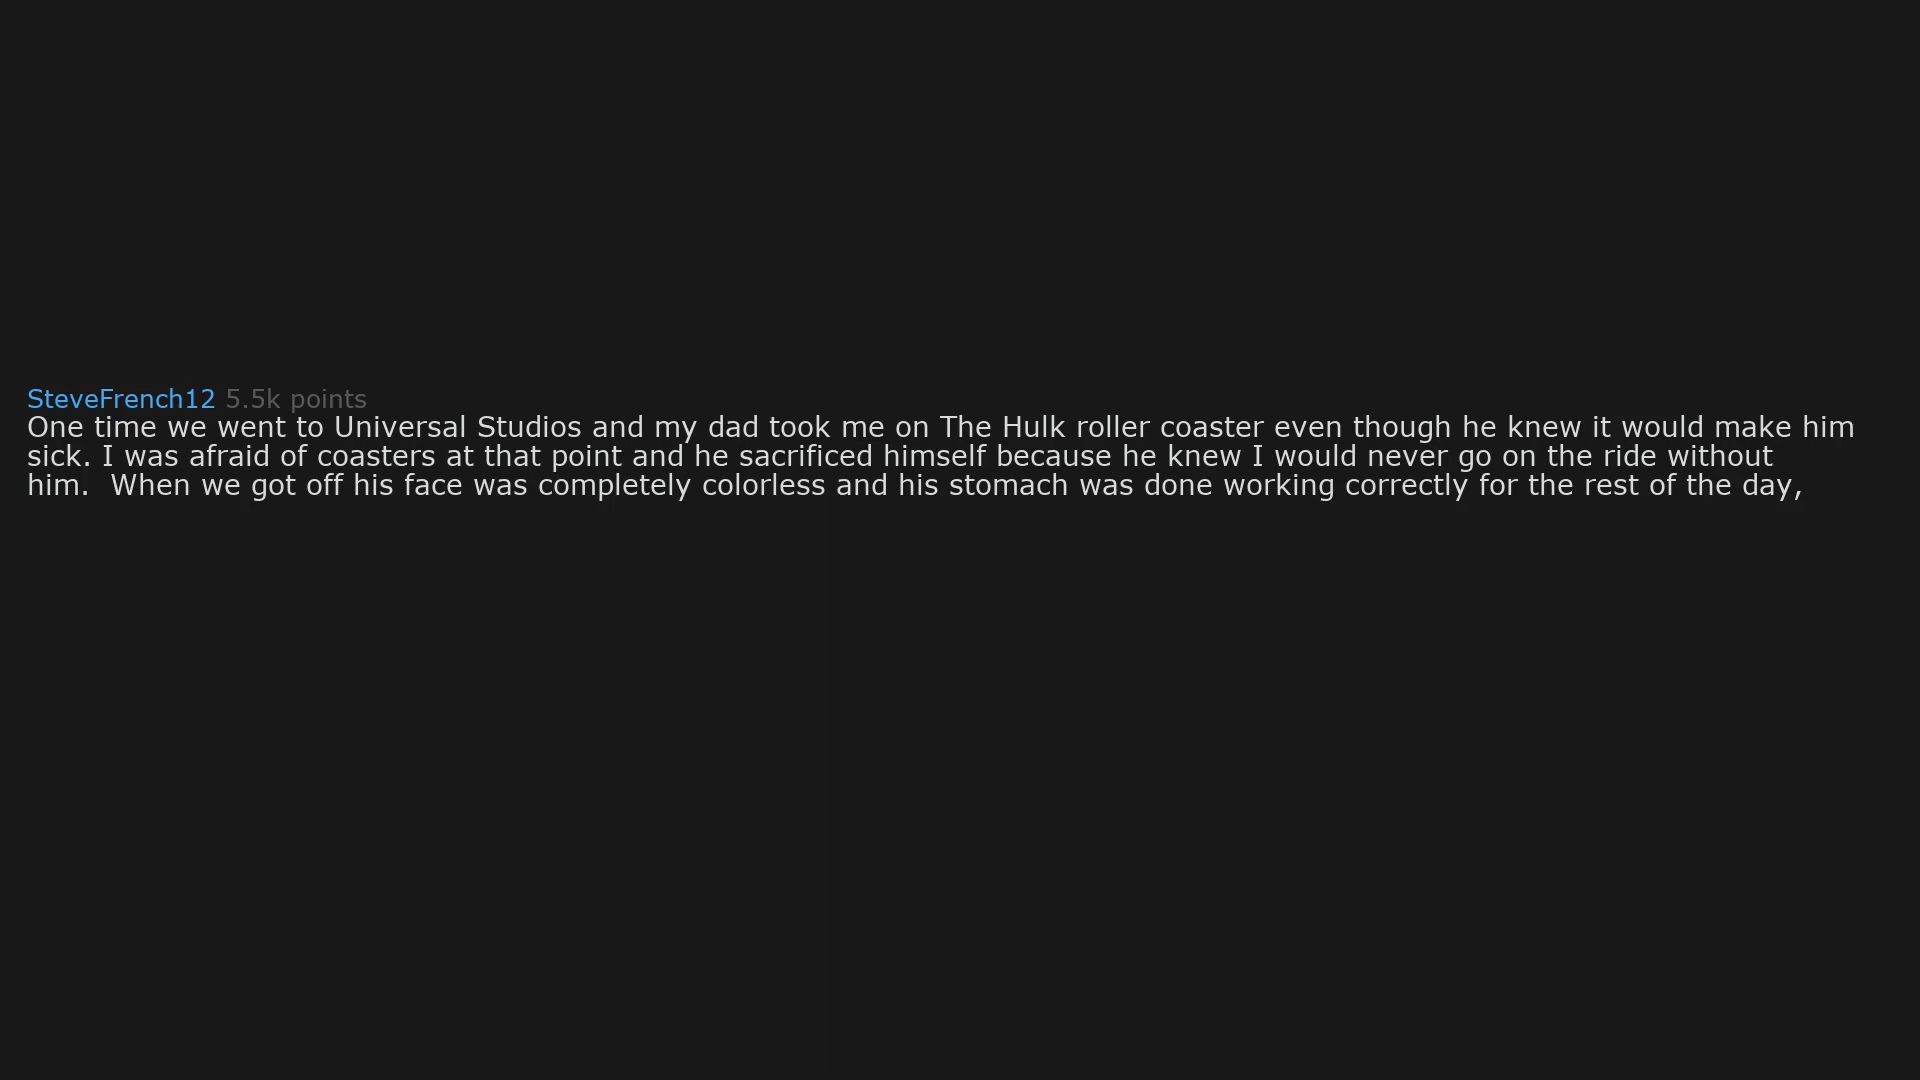 SteveFrench12 5.5k points
One time we went to Universal Studios and my dad took me on The Hulk roller coaster even though he knew it would make him
sick. I was afraid of coasters at that point and he sacrificed himself because he knew I would never go on the ride without
him.  When we got off his face was completely colorless and his stomach was done working correctly for the rest of the day,